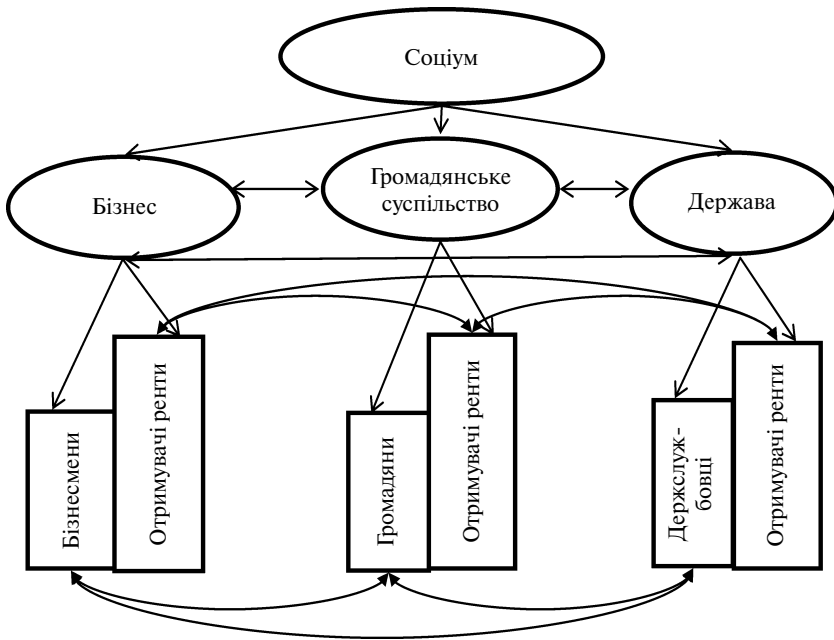 Соціум
Бізнес
Громадянське
суспільство
Держава
Бізнесмени
Отримувачі ренти
Громадяни
Отримувачі ренти
Держслуж-
бовці
Отримувачі ренти